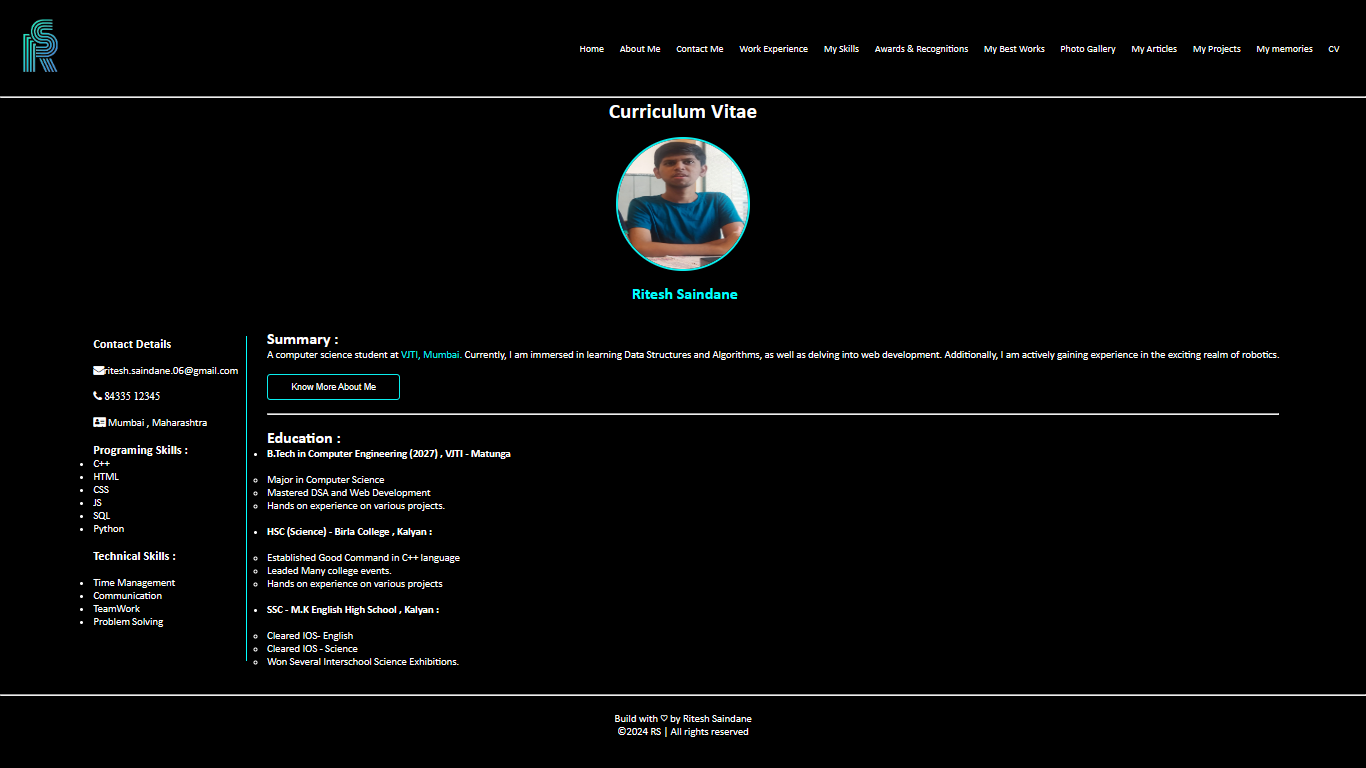 RS
Home About Me Contact Me Work Experience My Skills Awards & Recognitions My Best Works Photo Gallery My Articles My Projects My memories CV
Curriculum Vitae
Ritesh Saindane
Contact Details
ritesh.saindane.06@gmail.com
84335 12345
Mumbai , Maharashtra
Programing Skills :
C++
HTML
CSS
JS
SQL
Python
Technical Skills :
Time Management
Communication
TeamWork
Problem Solving
Summary :
A computer science student at VJTI, Mumbai. Currently, I am immersed in learning Data Structures and Algorithms, as well as delving into web development. Additionally, I am actively gaining experience in the exciting realm of robotics.
Know More About Me
Education :
B.Tech in Computer Engineering (2027) , VJTI - Matunga
Major in Computer Science
Mastered DSA and Web Development
Hands on experience on various projects.
HSC (Science) - Birla College , Kalyan :
Established Good Command in C++ language
Leaded Many college events.
Hands on experience on various projects
SSC - M.K English High School , Kalyan :
Cleared IOS- English
Cleared IOS - Science
Won Several Interschool Science Exhibitions.
Build with ♡ by Ritesh Saindane
©2024 RS | All rights reserved